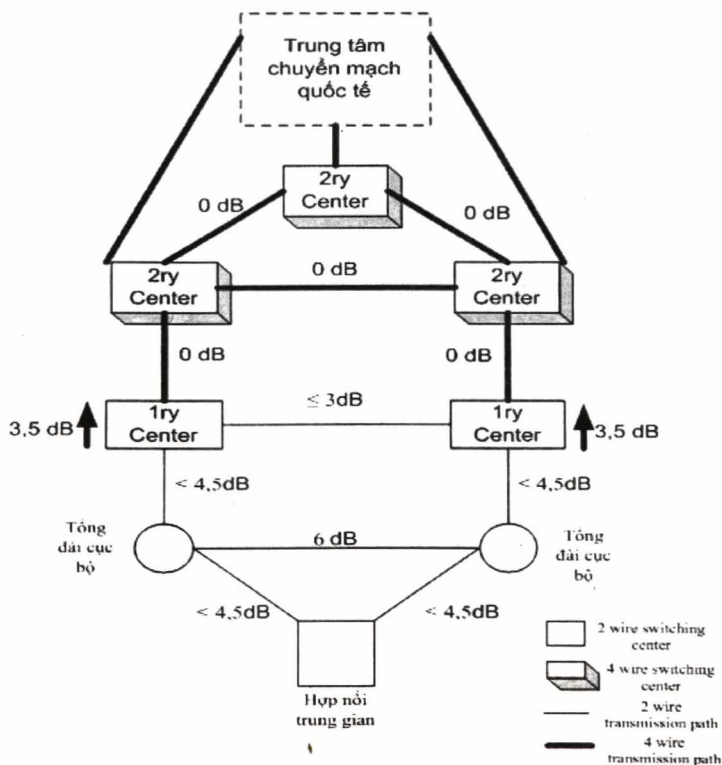 Trung tâm
chuyển mạch
quốc tế
2ry
Center
0 dB
0 dB
2ry
Center
0 dB
2ry
Center
0 dB
0 dB
3,5 dB
1ry
Center
≤ 3dB
1ry
Center
3,5 dB
< 4,5dB
< 4,5dB
Tổng
đài cục
bộ
6 dB
Tổng
đài cục
bộ
< 4,5dB
< 4,5dB
Hợp nối
trung gian
2 wire switching
center
4 wire switching
center
2 wire
transmission path
4 wire
transmission path